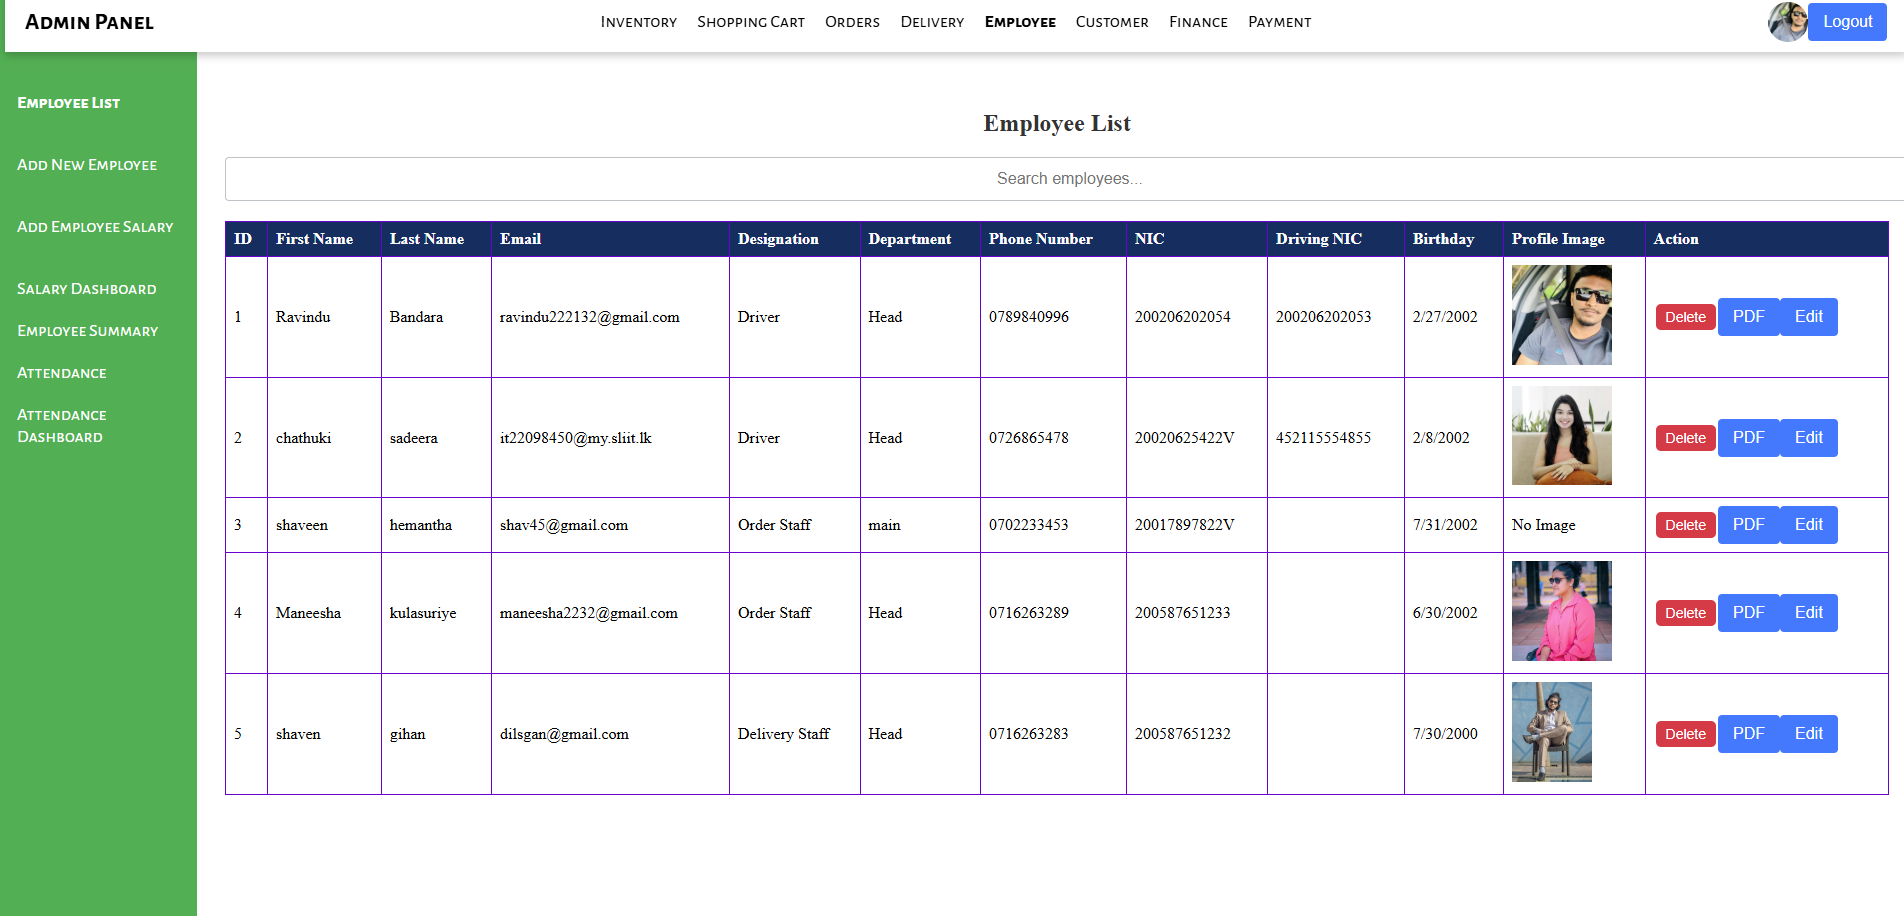 Admin Panel
Inventory Shopping Cart Orders Delivery Employee Customer Finance Payment
Logout
Employee List
Add New Employee
Add Employee Salary
Salary Dashboard
Employee Summary
Attendance
Attendance
Dashboard
Employee List
Search employees...
ID First Name Last Name Email Designation Department Phone Number NIC Driving NIC Birthday Profile Image Action
1 Ravindu Bandara ravindu222132@gmail.com Driver Head 0789840996 200206202054 200206202053 2/27/2002 Delete PDF Edit
2 chathuki sadeera it22098450@my.sliit.lk Driver Head 0726865478 20020625422V 452115554855 2/8/2002 Delete PDF Edit
3 shaveen hemantha shav45@gmail.com Order Staff main 0702233453 20017897822V 7/31/2002 No Image Delete PDF Edit
4 Maneesha kulasuriye maneesha2232@gmail.com Order Staff Head 0716263289 200587651233 6/30/2002 Delete PDF Edit
5 shaven gihan dilsgan@gmail.com Delivery Staff Head 0716263283 200587651232 7/30/2000 Delete PDF Edit